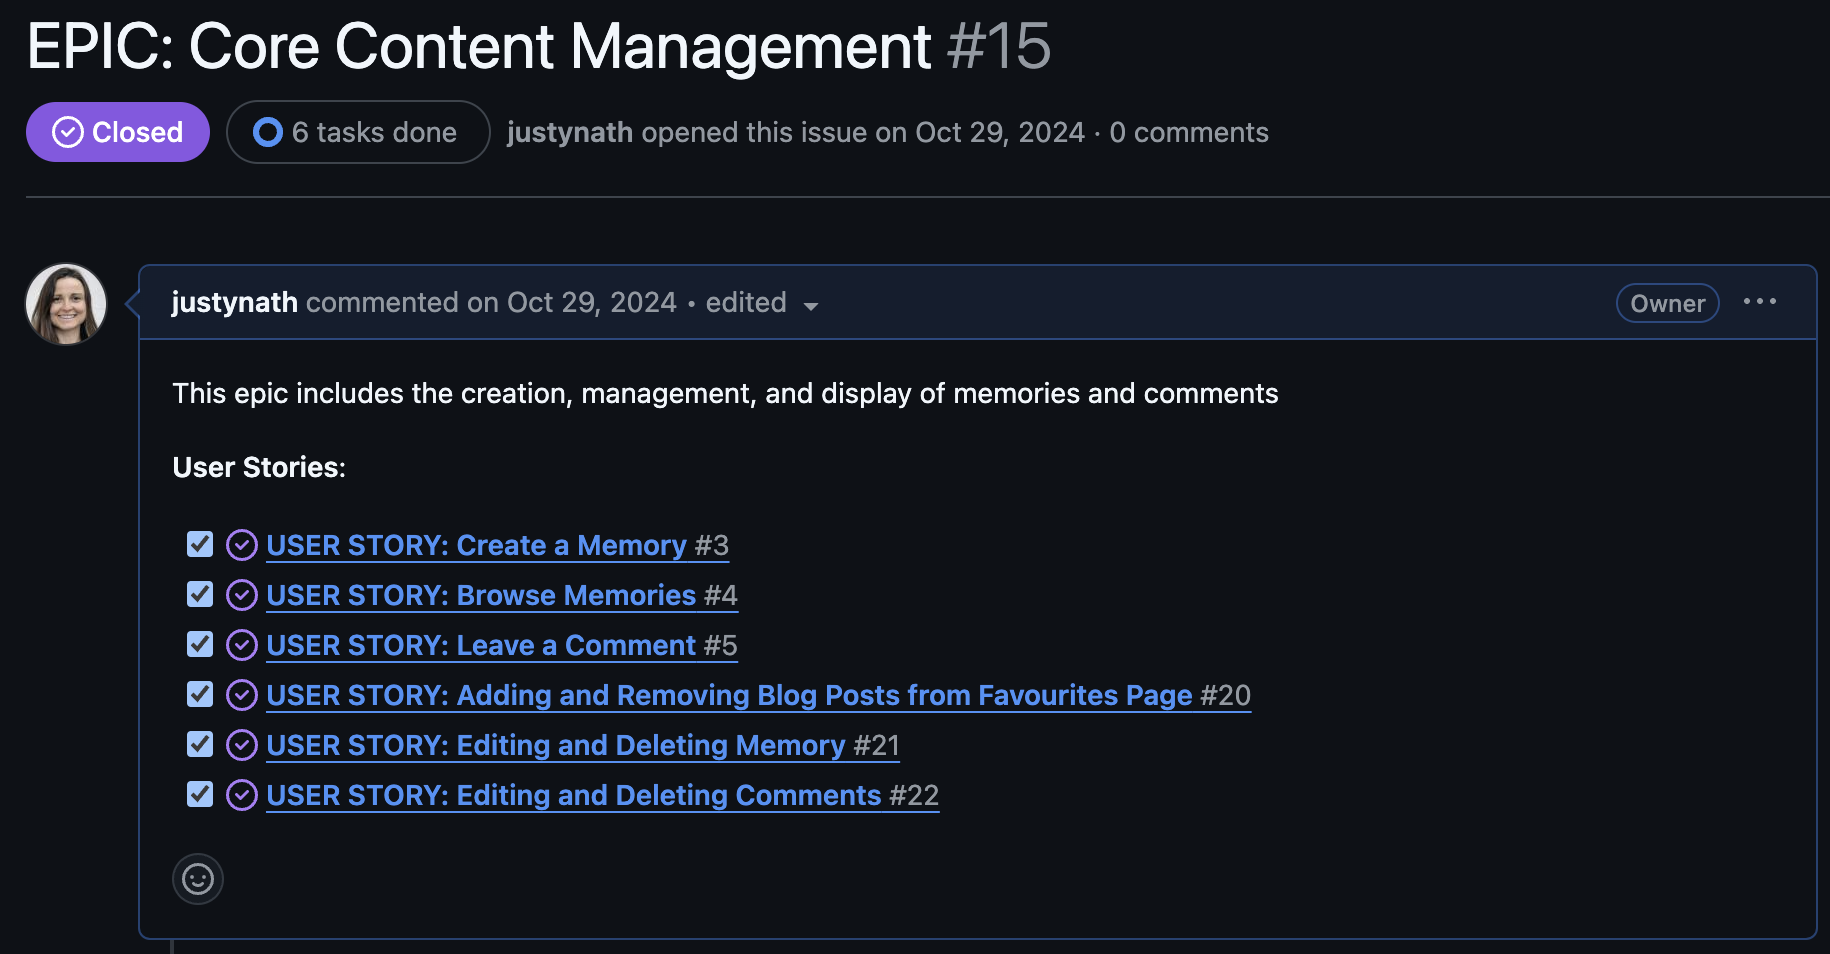 EPIC: Core Content Management #15
Closed 6 tasks done justynath opened this issue on Oct 29, 2024 · 0 comments
justynath commented on Oct 29, 2024 • edited Owner
This epic includes the creation, management, and display of memories and comments
User Stories:
USER STORY: Create a Memory #3
USER STORY: Browse Memories #4
USER STORY: Leave a Comment #5
USER STORY: Adding and Removing Blog Posts from Favourites Page #20
USER STORY: Editing and Deleting Memory #21
USER STORY: Editing and Deleting Comments #22